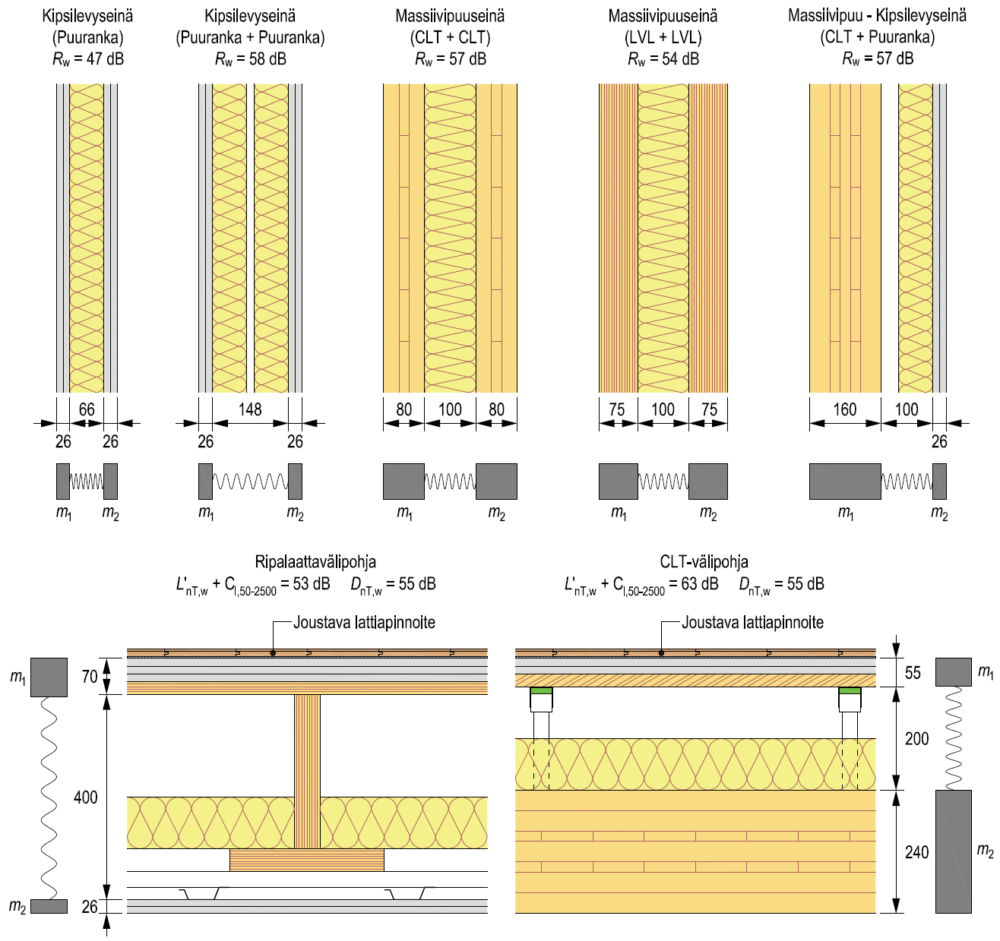 Kipsilevyseinä
(Puuranka)
Rw = 47 dB
Kipsilevyseinä
(Puuranka + Puuranka)
Rw = 58 dB
Massiivipuuseinä
(CLT + CLT)
Rw = 57 dB
Massiivipuuseinä
(LVL + LVL)
Rw = 54 dB
Massiivipuu - Kipsilevyseinä
(CLT + Puuranka)
Rw = 57 dB
66
26 26
m1 m2
148
26 26
m1 m2
80 100 80
m1 m2
75 100 75
m1 m2
160 100
26
m1 m2
Ripalaattavälipohja
L'nT,w + CI,50-2500 = 53 dB DnT,w = 55 dB
Joustava lattiapinnoite
m1
70
400
m2
26
CLT-välipohja
L'nT,w + CI,50-2500 = 63 dB DnT,w = 55 dB
Joustava lattiapinnoite
55
m1
200
240
m2